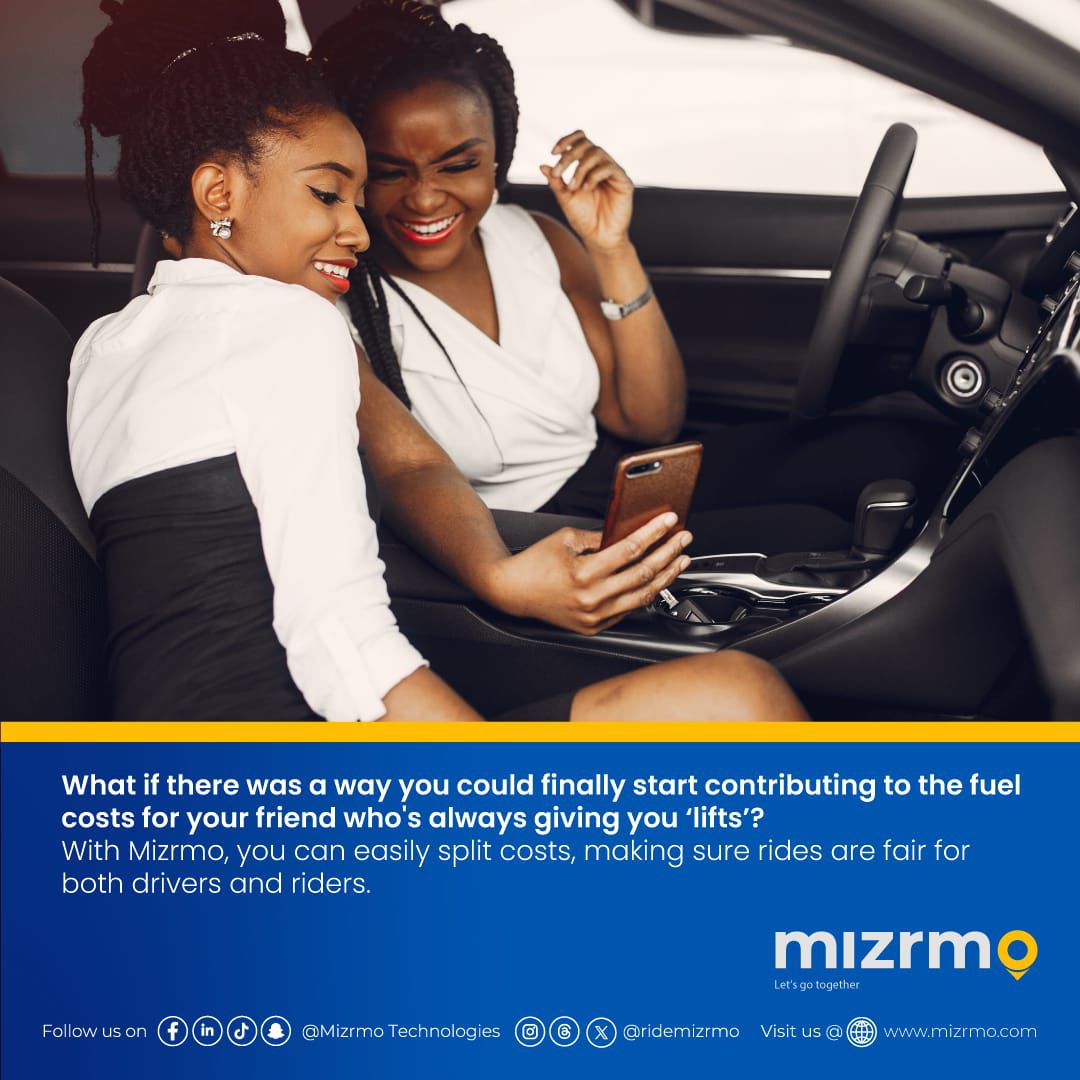 What if there was a way you could finally start contributing to the fuel
costs for your friend who's always giving you ‘lifts’?
With Mizrmo, you can easily split costs, making sure rides are fair for
both drivers and riders.
mızrmo
Let's go together
Follow us on @Mizrmo Technologies @ridemizrmo Visit us @ www.mizrmo.com